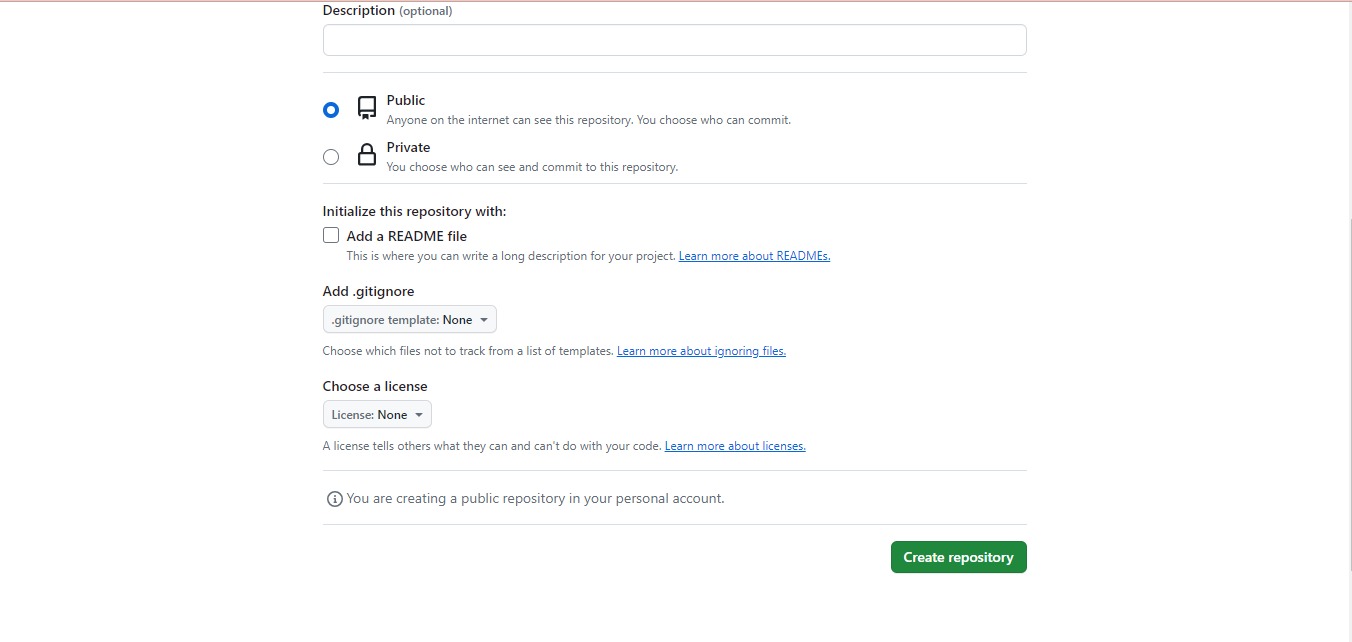 Description (optional)
Public
Anyone on the internet can see this repository. You choose who can commit.
Private
You choose who can see and commit to this repository.
Initialize this repository with:
Add a README file
This is where you can write a long description for your project. Learn more about READMEs.
Add .gitignore
.gitignore template: None
Choose which files not to track from a list of templates. Learn more about ignoring files.
Choose a license
License: None
A license tells others what they can and can't do with your code. Learn more about licenses.
You are creating a public repository in your personal account.
Create repository